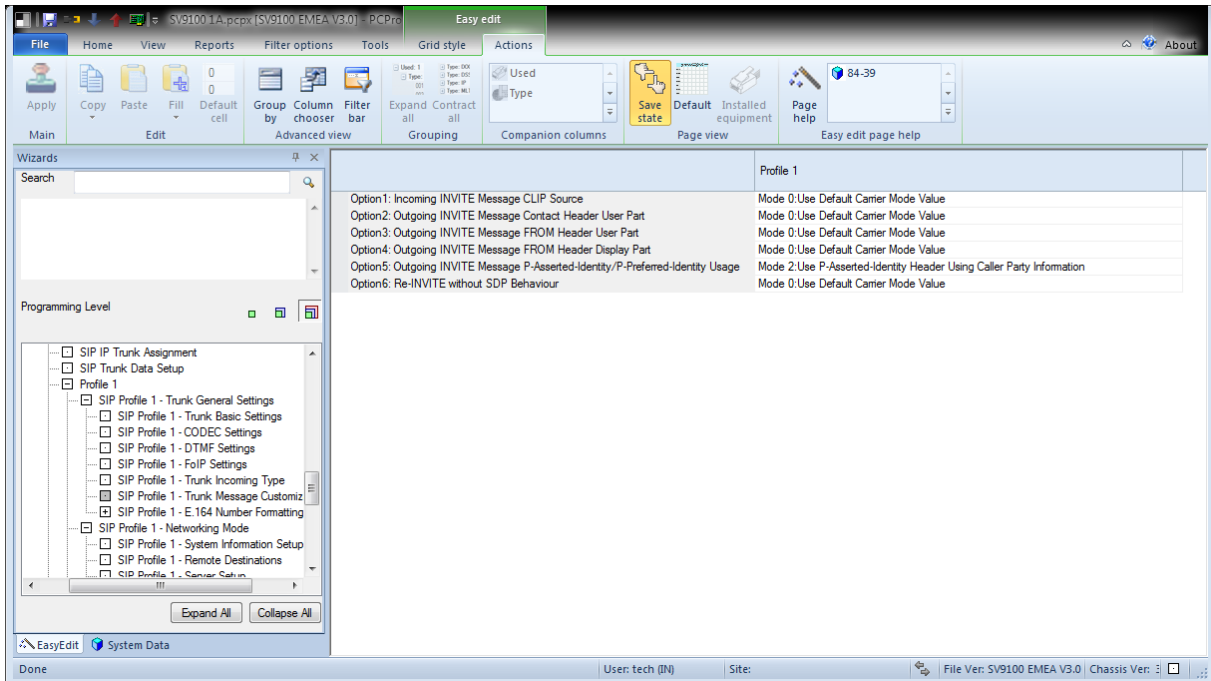 SV9100 1A.pcpx [SV9100 EMEA V3.0] - PCPro
Easy edit
File Home View Reports Filter options Tools Grid style Actions About
Apply Copy Paste Fill Default cell Group by Column chooser Filter bar Expand all Contract all Used Type Save state Default Installed equipment Page help 84-39
0
0
Main Edit Advanced view Grouping Companion columns Page view Easy edit page help
Wizards
Search
Programming Level
SIP IP Trunk Assignment
SIP Trunk Data Setup
Profile 1
SIP Profile 1 - Trunk General Settings
SIP Profile 1 - Trunk Basic Settings
SIP Profile 1 - CODEC Settings
SIP Profile 1 - DTMF Settings
SIP Profile 1 - FoIP Settings
SIP Profile 1 - Trunk Incoming Type
SIP Profile 1 - Trunk Message Customiz
SIP Profile 1 - E.164 Number Formatting
SIP Profile 1 - Networking Mode
SIP Profile 1 - System Information Setup
SIP Profile 1 - Remote Destinations
SIP Profile 1 - Server Setup
Expand All Collapse All
EasyEdit System Data
Profile 1
Option1: Incoming INVITE Message CLIP Source Mode 0:Use Default Carrier Mode Value
Option2: Outgoing INVITE Message Contact Header User Part Mode 0:Use Default Carrier Mode Value
Option3: Outgoing INVITE Message FROM Header User Part Mode 0:Use Default Carrier Mode Value
Option4: Outgoing INVITE Message FROM Header Display Part Mode 0:Use Default Carrier Mode Value
Option5: Outgoing INVITE Message P-Asserted-Identity/P-Preferred-Identity Usage Mode 2:Use P-Asserted-Identity Header Using Caller Party Information
Option6: Re-INVITE without SDP Behaviour Mode 0:Use Default Carrier Mode Value
Done User: tech (IN) Site: File Ver: SV9100 EMEA V3.0 Chassis Ver: